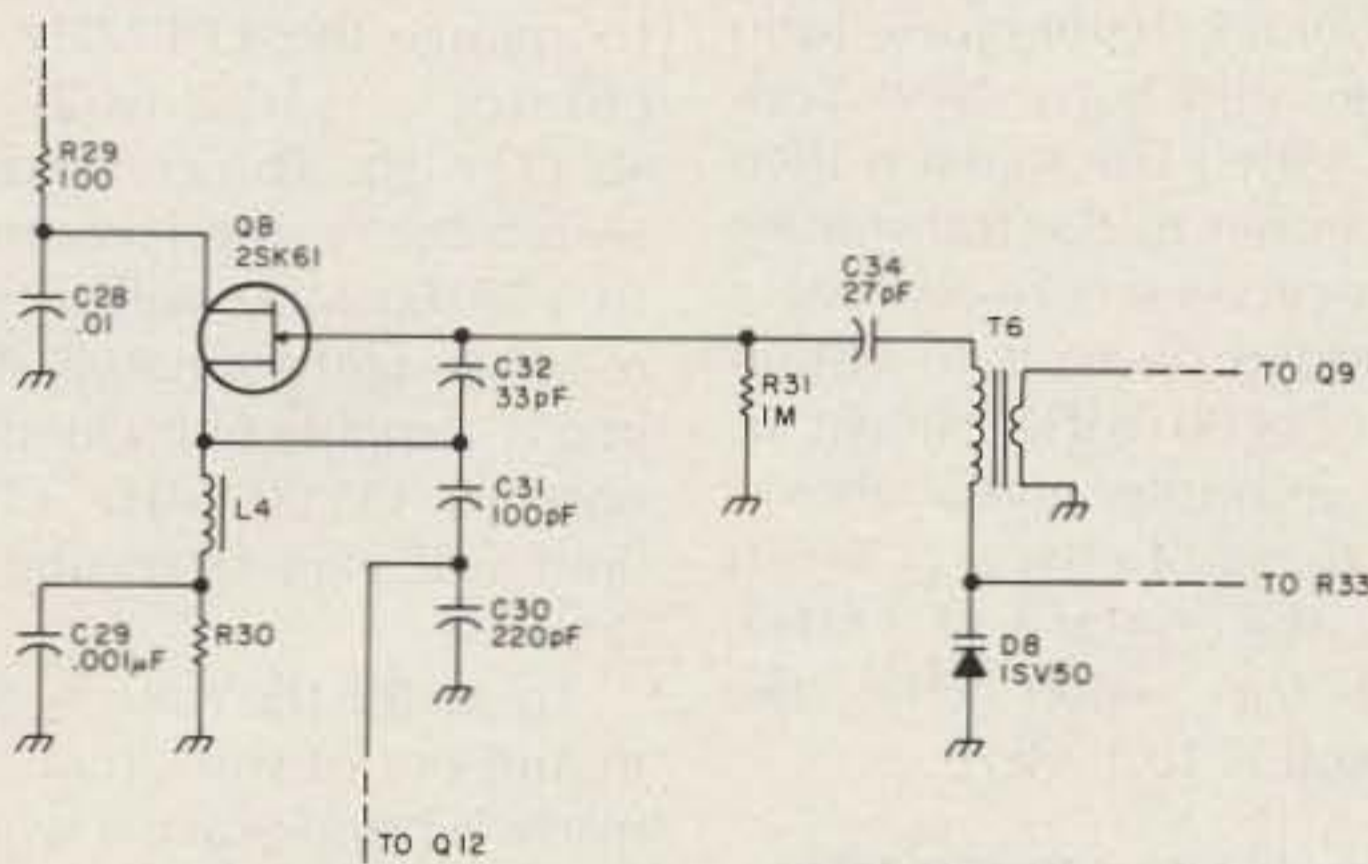 R29
100
Q8
2SK61
C28
.01
C32
33pF
C34
27pF
T6
TO Q9
R31
1M
L4
C31
100pF
TO R33
C29
.001µF
R30
C30
220pF
D8
1SV50
TO Q12